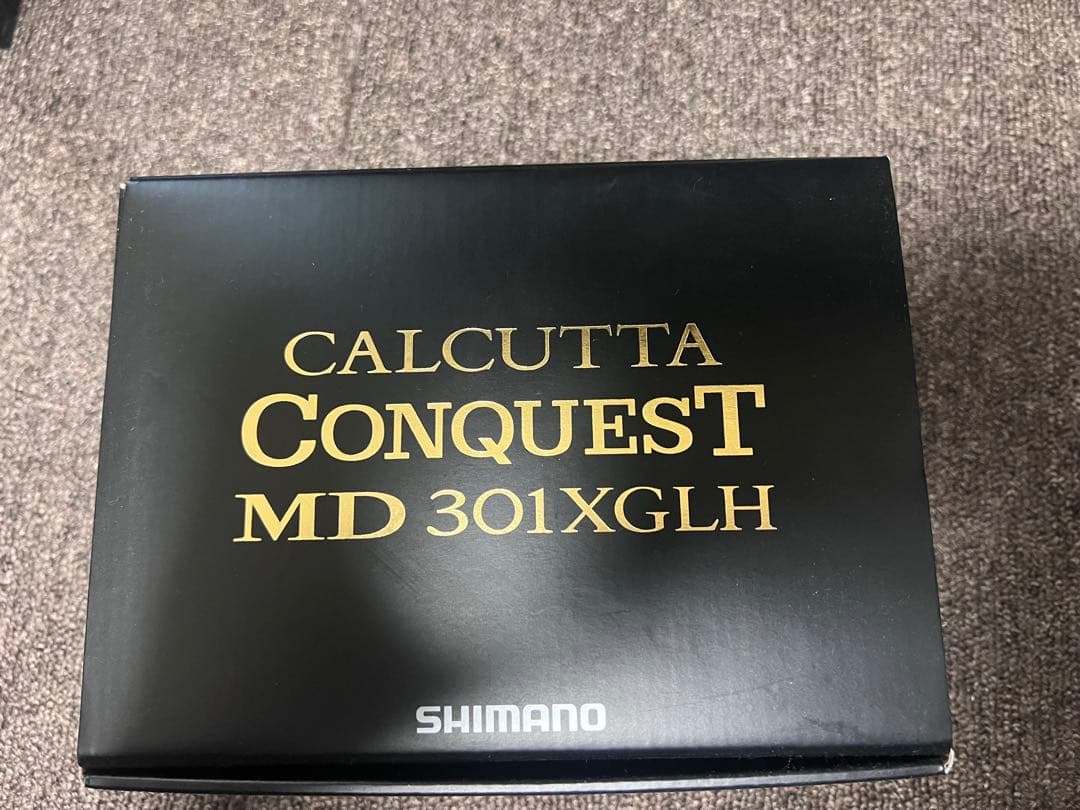 CALCUTTA
CONQUEST
MD 301XGLH
SHIMANO